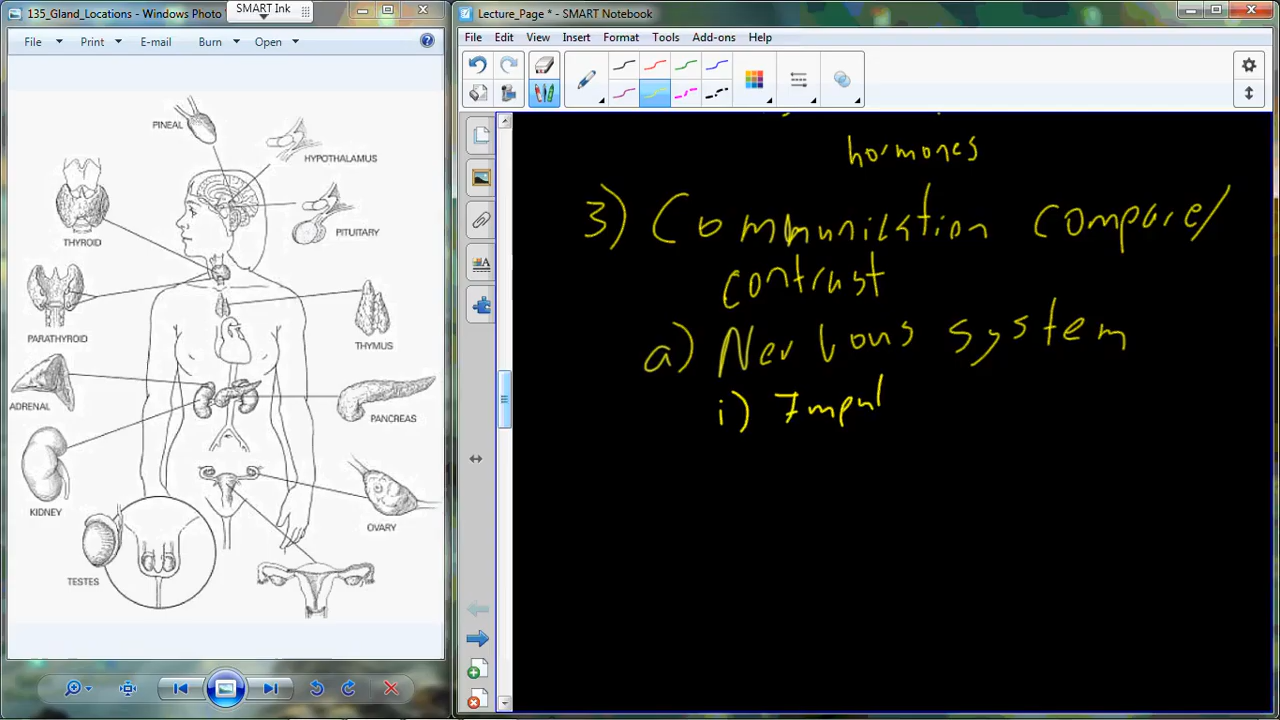 135_Gland_Locations - Windows Photo
SMART Ink
File Print E-mail Burn Open
PINEAL
HYPOTHALAMUS
PITUITARY
THYROID
PARATHYROID
THYMUS
ADRENAL
PANCREAS
KIDNEY
OVARY
TESTES
Lecture_Page * - SMART Notebook
File Edit View Insert Format Tools Add-ons Help
hormones
3) Communication compare/
contrast
a) Nervous system
i) Impul